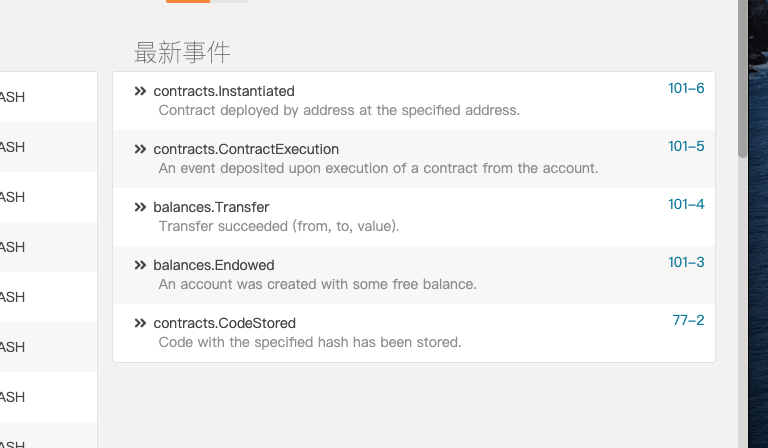 最新事件
ASH
ASH
ASH
ASH
ASH
ASH
ASH
ASH
contracts.Instantiated 101-6
Contract deployed by address at the specified address.
contracts.ContractExecution 101-5
An event deposited upon execution of a contract from the account.
balances.Transfer 101-4
Transfer succeeded (from, to, value).
balances.Endowed 101-3
An account was created with some free balance.
contracts.CodeStored 77-2
Code with the specified hash has been stored.